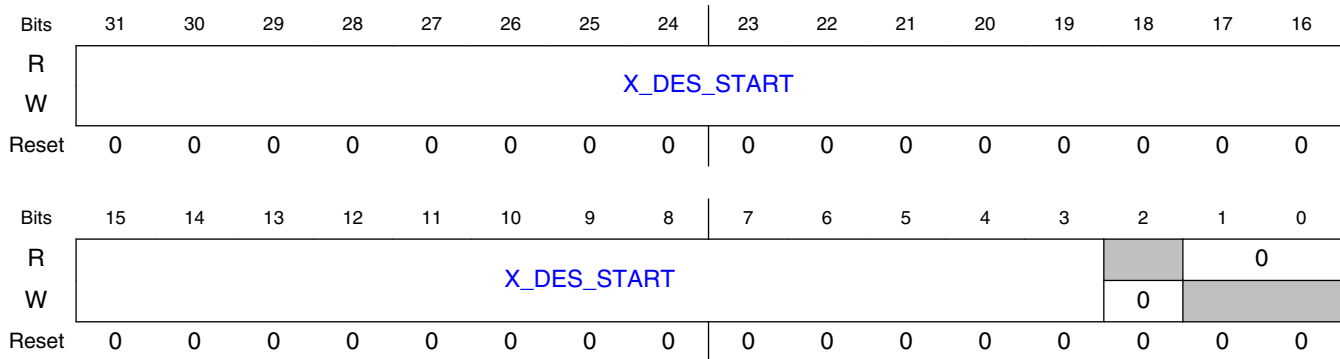 Bits 31 30 29 28 27 26 25 24 23 22 21 20 19 18 17 16
R
X_DES_START
W
Reset 0 0 0 0 0 0 0 0 0 0 0 0 0 0 0 0
Bits 15 14 13 12 11 10 9 8 7 6 5 4 3 2 1 0
R 0
X_DES_START
W 0
Reset 0 0 0 0 0 0 0 0 0 0 0 0 0 0 0 0